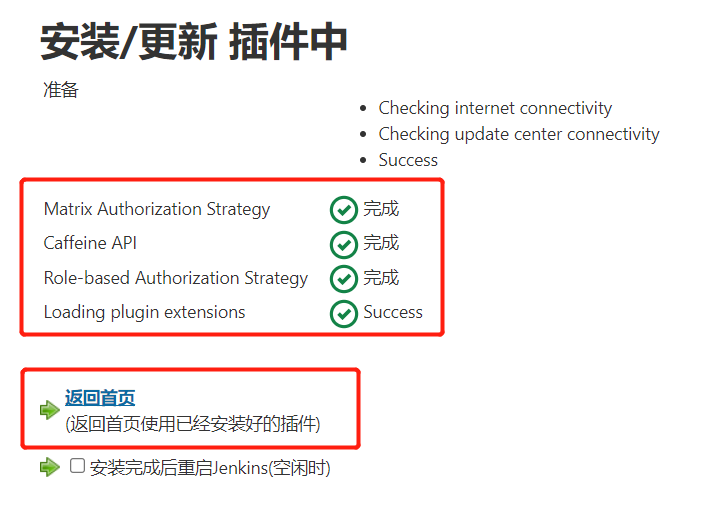 安装/更新 插件中
准备
Checking internet connectivity
Checking update center connectivity
Success
Matrix Authorization Strategy 完成
Caffeine API 完成
Role-based Authorization Strategy 完成
Loading plugin extensions Success
返回首页
(返回首页使用已经安装好的插件)
安装完成后重启Jenkins(空闲时)